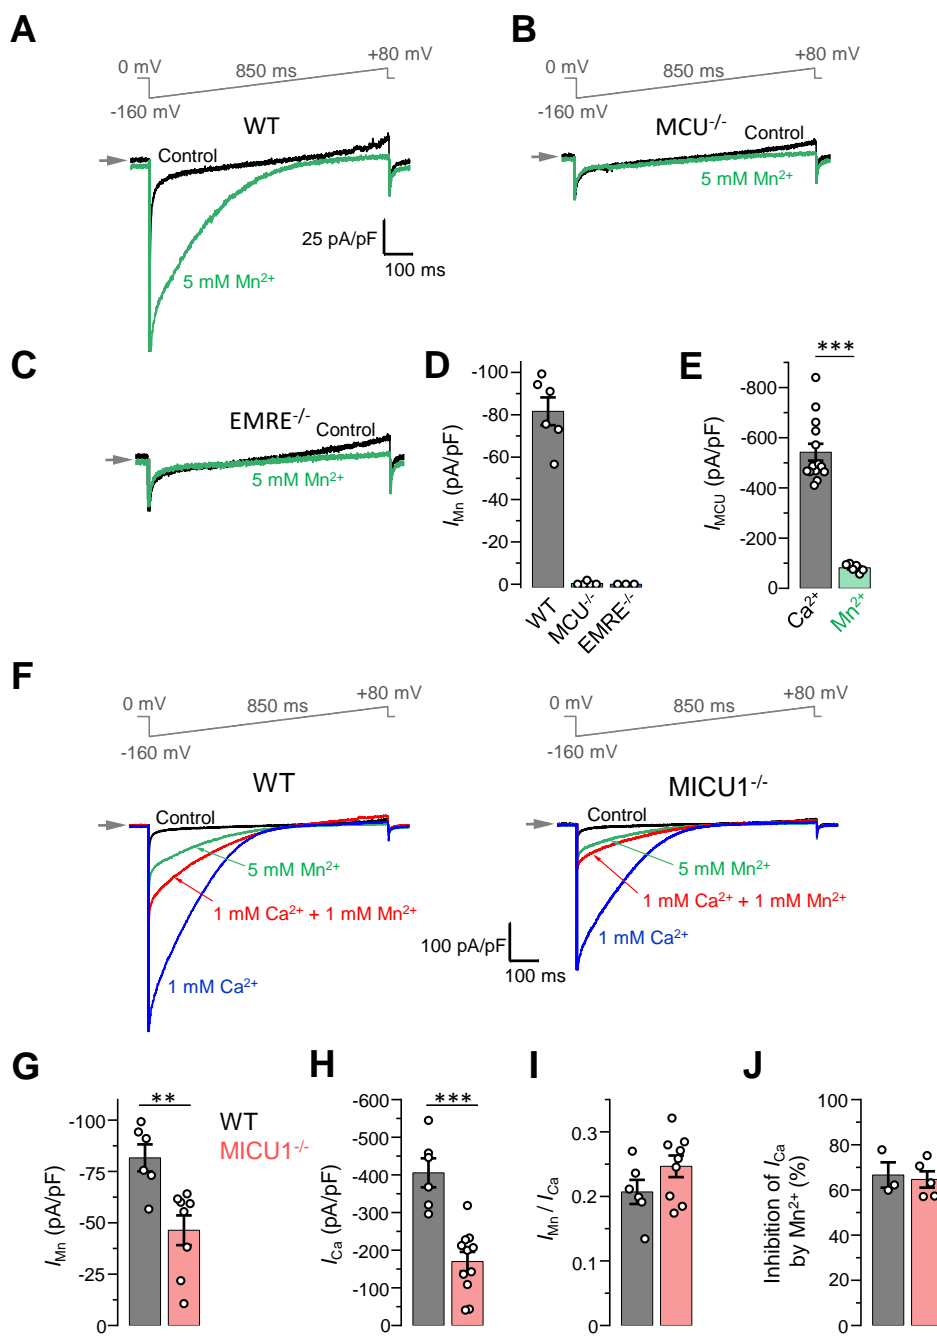 A
0 mV
850 ms
+80 mV
-160 mV
WT
Control
5 mM Mn²⁺
25 pA/pF
100 ms
B
0 mV
850 ms
+80 mV
-160 mV
MCU⁻/⁻
Control
5 mM Mn²⁺
C
EMRE⁻/⁻
Control
5 mM Mn²⁺
D
I_Mn (pA/pF)
-100
-80
-60
-40
-20
0
WT
MCU⁻/⁻
EMRE⁻/⁻
E
***
I_MCU (pA/pF)
-800
-600
-400
-200
0
Ca²⁺
Mn²⁺
F
0 mV
850 ms
+80 mV
-160 mV
WT
Control
5 mM Mn²⁺
1 mM Ca²⁺ + 1 mM Mn²⁺
1 mM Ca²⁺
100 pA/pF
100 ms
0 mV
850 ms
+80 mV
-160 mV
MICU1⁻/⁻
Control
5 mM Mn²⁺
1 mM Ca²⁺ + 1 mM Mn²⁺
1 mM Ca²⁺
G
**
I_Mn (pA/pF)
-100
-75
-50
-25
0
WT
MICU1⁻/⁻
H
***
I_Ca (pA/pF)
-600
-500
-400
-300
-200
-100
0
I
I_Mn / I_Ca
0.3
0.2
0.1
0
J
Inhibition of I_Ca
by Mn²⁺ (%)
100
80
60
40
20
0